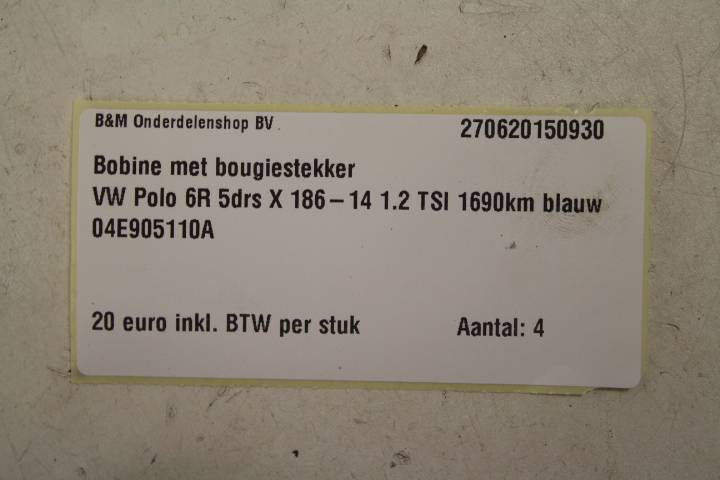 B&M Onderdelenshop BV
270620150930
Bobine met bougiestekker
VW Polo 6R 5drs X 186-14 1.2 TSI 1690km blauw
04E905110A
20 euro inkl. BTW per stuk
Aantal: 4